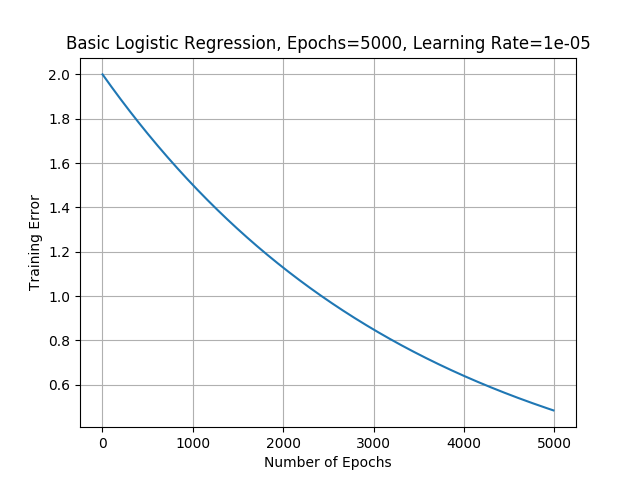 Basic Logistic Regression, Epochs=5000, Learning Rate=1e-05
2.0
1.8
1.6
1.4
1.2
1.0
0.8
0.6
Training Error
0 1000 2000 3000 4000 5000
Number of Epochs